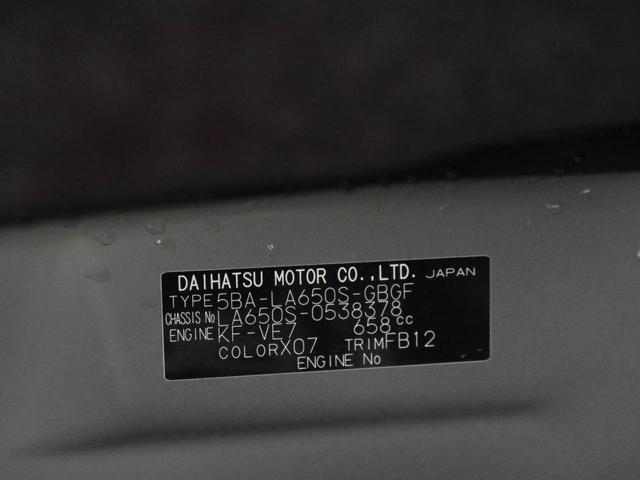 DAIHATSU MOTOR CO.,LTD. JAPAN
TYPE 5BA-LA650S-GBGF
CHASSIS No LA650S-0538378
ENGINE KF-VE7 658cc
COLOR X07 TRIM FB12
ENGINE No